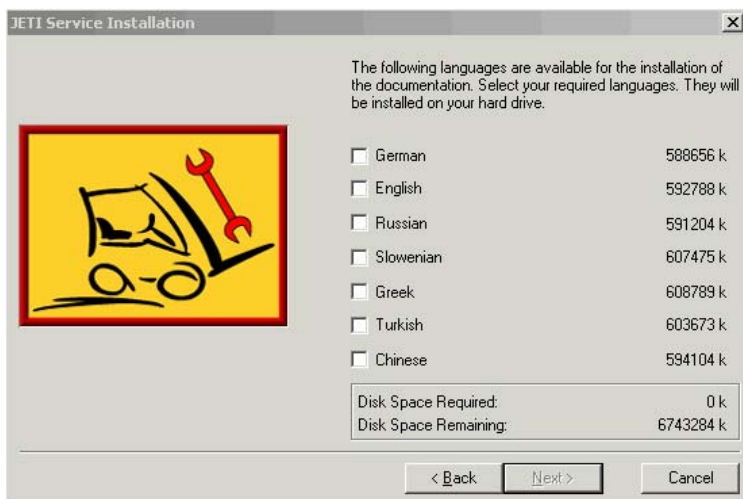 JETI Service Installation
The following languages are available for the installation of
the documentation. Select your required languages. They will
be installed on your hard drive.
German 588656 k
English 592788 k
Russian 591204 k
Slowenian 607475 k
Greek 608789 k
Turkish 603673 k
Chinese 594104 k
Disk Space Required: 0 k
Disk Space Remaining: 6743284 k
< Back Next > Cancel